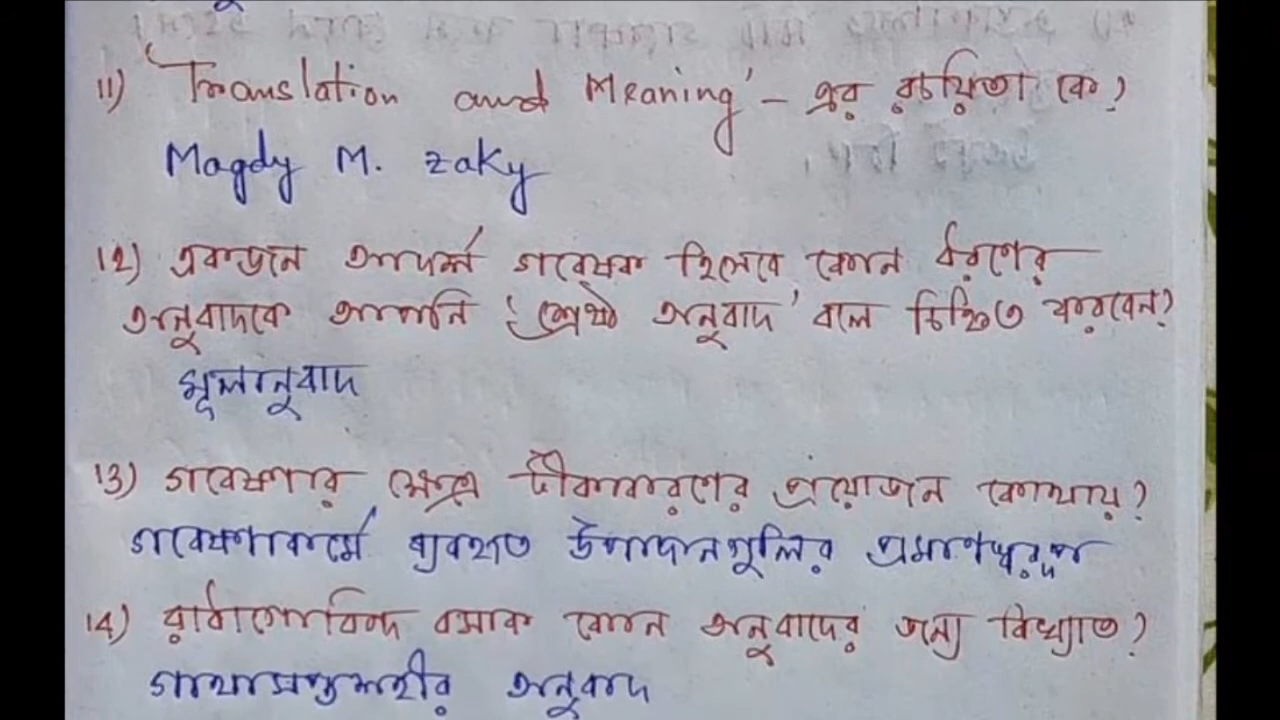 11) 'Translation and Meaning' - এর রচয়িতা কে?
Magdy M. Zaky
12) একজন আদর্শ গবেষক হিসেবে কোন ধরণের
অনুবাদকে আপনি 'শ্রেষ্ঠ অনুবাদ' বলে চিহ্নিত করবেন?
মূলানুবাদ
13) গবেষণার ক্ষেত্রে টীকাকরণের প্রয়োজন কোথায়?
গবেষণাকার্মে ব্যবহৃত উপাদানগুলির প্রমাণস্বরূপ
14) রাধাগোবিন্দ বসাক কোন অনুবাদের জন্য বিখ্যাত?
গাথাসপ্তশতীর অনুবাদ